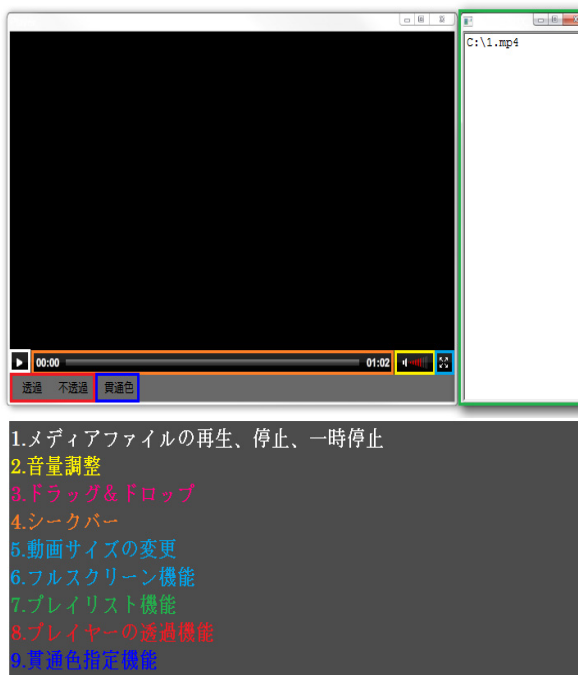 C:\1.mp4
00:00
01:02
透過 不透過 貫通色
1.メディアファイルの再生、停止、一時停止
2.音量調整
3.ドラッグ&ドロップ
4.シークバー
5.動画サイズの変更
6.フルスクリーン機能
7.プレイリスト機能
8.プレイヤーの透過機能
9.貫通色指定機能